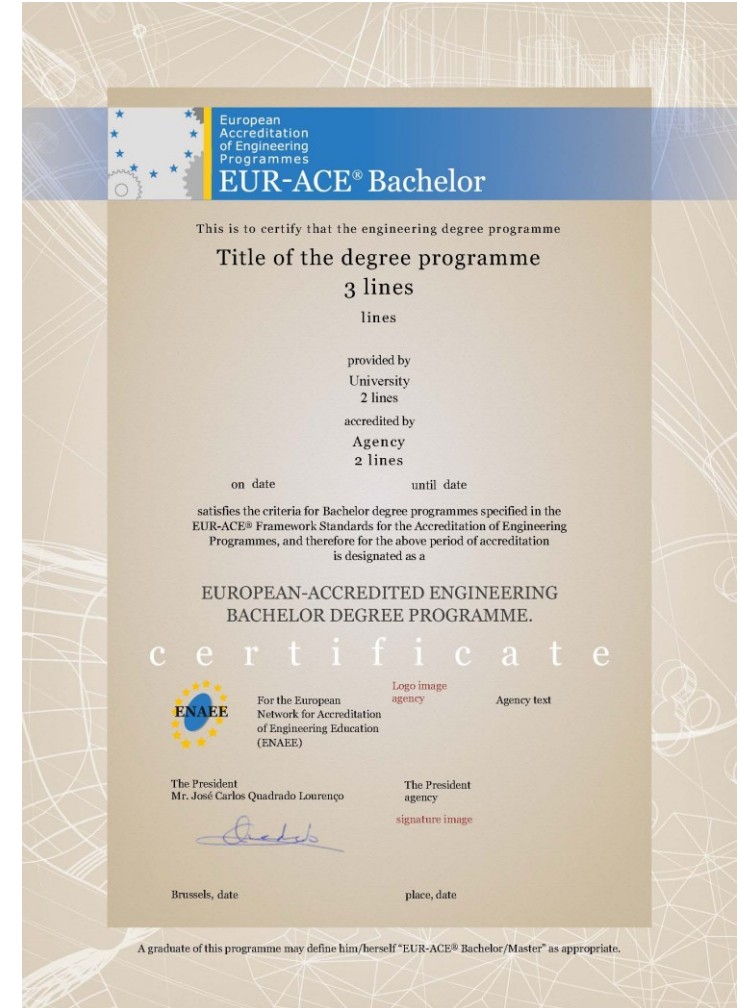 European
Accreditation
of Engineering
Programmes
EUR-ACE® Bachelor
This is to certify that the engineering degree programme
Title of the degree programme
3 lines
lines
provided by
University
2 lines
accredited by
Agency
2 lines
on date until date
satisfies the criteria for Bachelor degree programmes specified in the
EUR-ACE® Framework Standards for the Accreditation of Engineering
Programmes, and therefore for the above period of accreditation
is designated as a
EUROPEAN-ACCREDITED ENGINEERING
BACHELOR DEGREE PROGRAMME.
certificate
ENAEE
For the European
Network for Accreditation
of Engineering Education
(ENAEE)
Logo image
agency
Agency text
The President
Mr. José Carlos Quadrado Lourenço
The President
agency
signature image
Brussels, date
place, date
A graduate of this programme may define him/herself “EUR-ACE® Bachelor/Master” as appropriate.